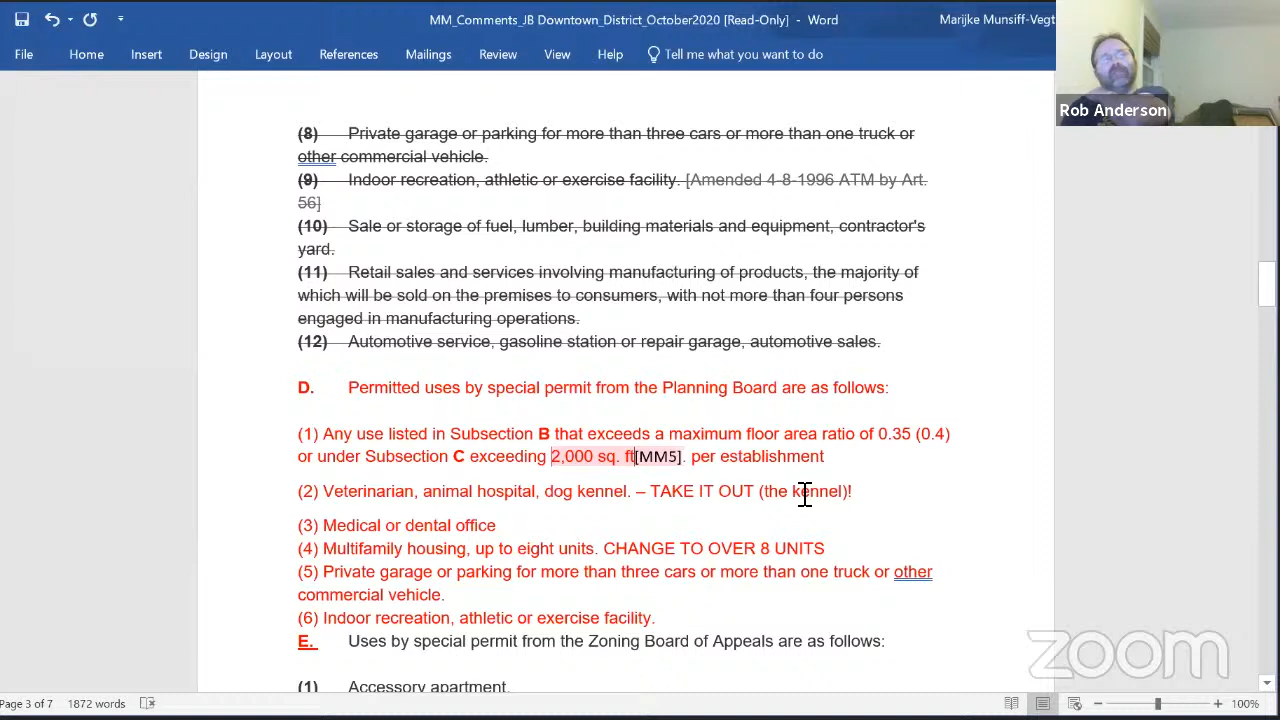 MM_Comments_JB Downtown_District_October2020 [Read-Only] - Word
Marijke Munsiff-Vegt
File Home Insert Design Layout References Mailings Review View Help Tell me what you want to do
Rob Anderson
(8) Private garage or parking for more than three cars or more than one truck or
other commercial vehicle.
(9) Indoor recreation, athletic or exercise facility. [Amended 4-8-1996 ATM by Art.
56]
(10) Sale or storage of fuel, lumber, building materials and equipment, contractor's
yard.
(11) Retail sales and services involving manufacturing of products, the majority of
which will be sold on the premises to consumers, with not more than four persons
engaged in manufacturing operations.
(12) Automotive service, gasoline station or repair garage, automotive sales.
D. Permitted uses by special permit from the Planning Board are as follows:
(1) Any use listed in Subsection B that exceeds a maximum floor area ratio of 0.35 (0.4)
or under Subsection C exceeding 2,000 sq. ft[MM5]. per establishment
(2) Veterinarian, animal hospital, dog kennel. – TAKE IT OUT (the kennel)!
(3) Medical or dental office
(4) Multifamily housing, up to eight units. CHANGE TO OVER 8 UNITS
(5) Private garage or parking for more than three cars or more than one truck or other
commercial vehicle.
(6) Indoor recreation, athletic or exercise facility.
E. Uses by special permit from the Zoning Board of Appeals are as follows:
(1) Accessory apartment.
zoom
Page 3 of 7 1872 words 100%